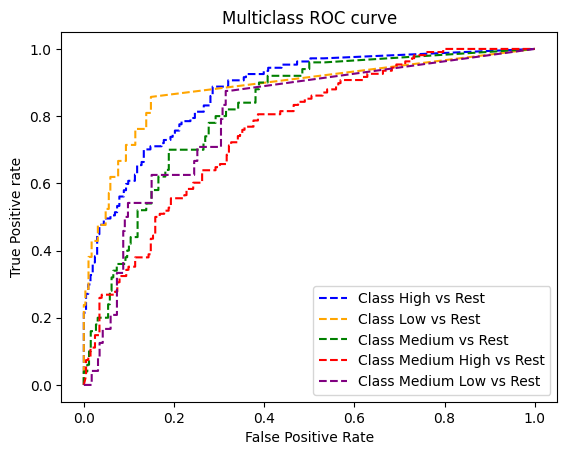 Multiclass ROC curve
True Positive rate
1.0
0.8
0.6
0.4
0.2
0.0
Class High vs Rest
Class Low vs Rest
Class Medium vs Rest
Class Medium High vs Rest
Class Medium Low vs Rest
0.0 0.2 0.4 0.6 0.8 1.0
False Positive Rate